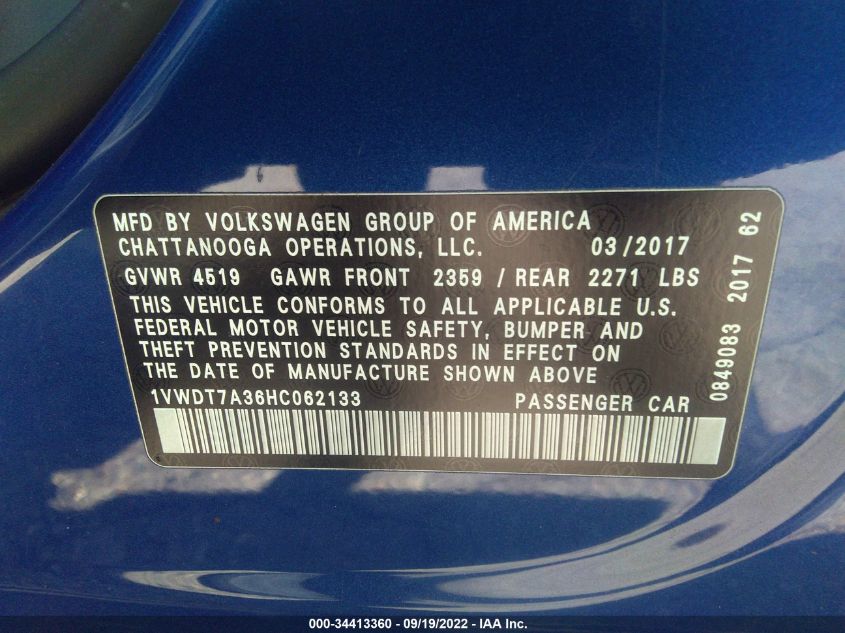 MFD BY VOLKSWAGEN GROUP OF AMERICA
CHATTANOOGA OPERATIONS, LLC. 03/2017
GVWR 4519 GAWR FRONT 2359 / REAR 2271 LBS
THIS VEHICLE CONFORMS TO ALL APPLICABLE U.S.
FEDERAL MOTOR VEHICLE SAFETY, BUMPER AND
THEFT PREVENTION STANDARDS IN EFFECT ON
THE DATE OF MANUFACTURE SHOWN ABOVE
1VWDT7A36HC062133 PASSENGER CAR
0849083 2017 62
000-34413360 - 09/19/2022 - IAA Inc.